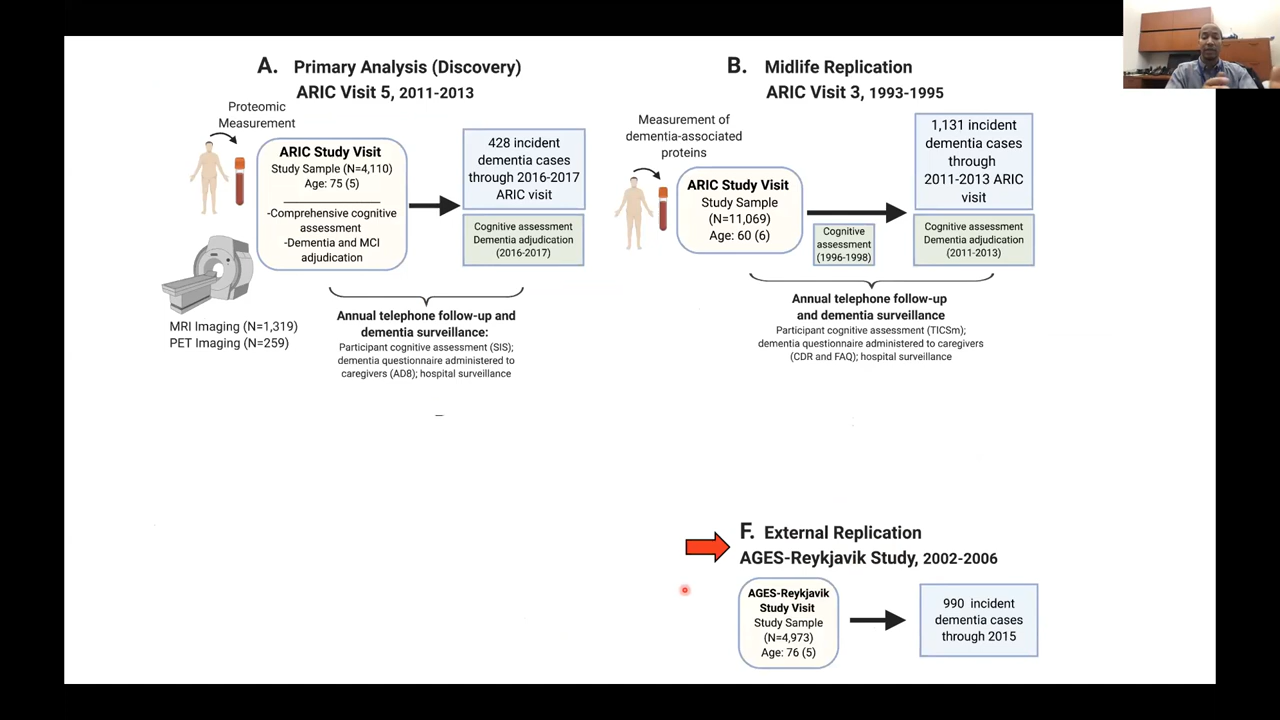 A. Primary Analysis (Discovery)
ARIC Visit 5, 2011-2013
Proteomic
Measurement
ARIC Study Visit
Study Sample (N=4,110)
Age: 75 (5)
-Comprehensive cognitive
assessment
-Dementia and MCI
adjudication
428 incident
dementia cases
through 2016-2017
ARIC visit
Cognitive assessment
Dementia adjudication
(2016-2017)
MRI Imaging (N=1,319)
PET Imaging (N=259)
Annual telephone follow-up and
dementia surveillance:
Participant cognitive assessment (SIS);
dementia questionnaire administered to
caregivers (AD8); hospital surveillance
B. Midlife Replication
ARIC Visit 3, 1993-1995
Measurement of
dementia-associated
proteins
ARIC Study Visit
Study Sample
(N=11,069)
Age: 60 (6)
Cognitive
assessment
(1996-1998)
1,131 incident
dementia cases
through
2011-2013 ARIC
visit
Cognitive assessment
Dementia adjudication
(2011-2013)
Annual telephone follow-up
and dementia surveillance
Participant cognitive assessment (TICSm);
dementia questionnaire administered to caregivers
(CDR and FAQ); hospital surveillance
F. External Replication
AGES-Reykjavik Study, 2002-2006
AGES-Reykjavik
Study Visit
Study Sample
(N=4,973)
Age: 76 (5)
990 incident
dementia cases
through 2015